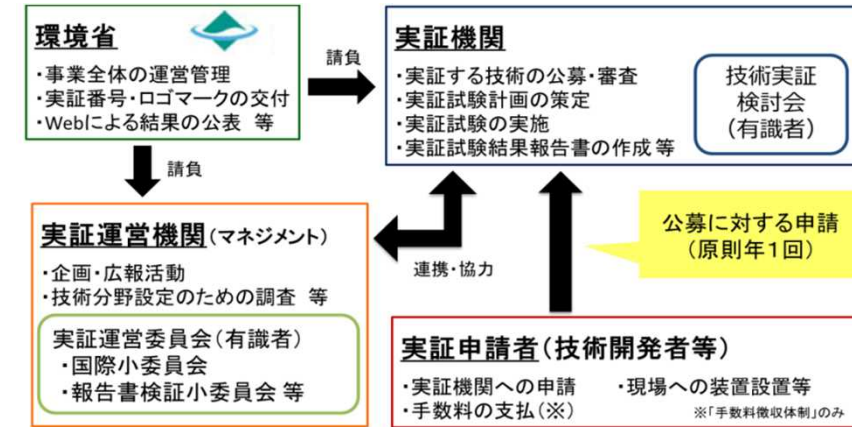 環境省
・事業全体の運営管理
・実証番号・ロゴマークの交付
・Webによる結果の公表 等
請負
実証機関
・実証する技術の公募・審査
・実証試験計画の策定
・実証試験の実施
・実証試験結果報告書の作成 等
技術実証
検討会
(有識者)
請負
実証運営機関(マネジメント)
・企画・広報活動
・技術分野設定のための調査 等
実証運営委員会(有識者)
・国際小委員会
・報告書検証小委員会 等
連携・協力
公募に対する申請
(原則年1回)
実証申請者(技術開発者等)
・実証機関への申請 ・現場への装置設置等
・手数料の支払(※) ※「手数料徴収体制」のみ